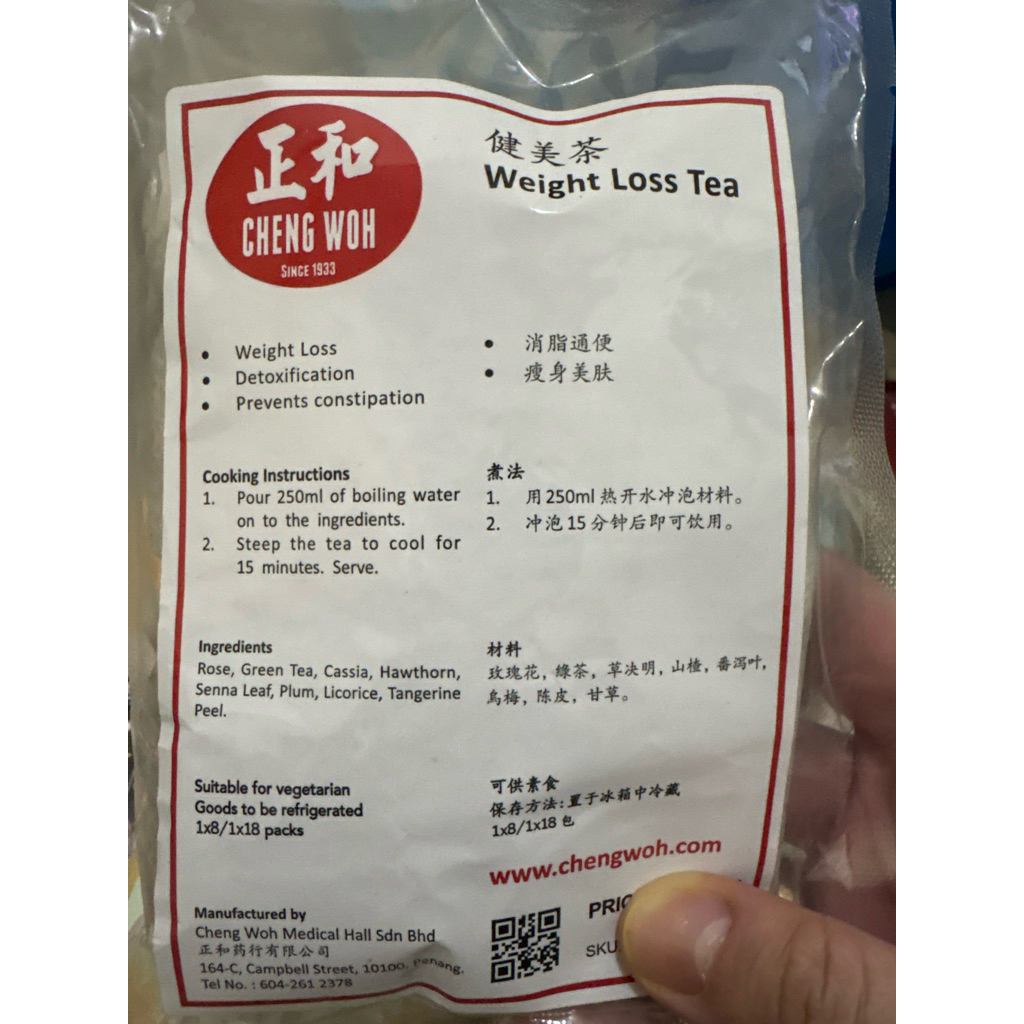 正和
CHENG WOH
SINCE 1933
健美茶
Weight Loss Tea
• Weight Loss
• Detoxification
• Prevents constipation
• 消脂通便
• 瘦身美肤
Cooking Instructions
1. Pour 250ml of boiling water
on to the ingredients.
2. Steep the tea to cool for
15 minutes. Serve.
煮法
1. 用250ml热开水冲泡材料。
2. 冲泡15分钟后即可饮用。
Ingredients
Rose, Green Tea, Cassia, Hawthorn,
Senna Leaf, Plum, Licorice, Tangerine
Peel.
材料
玫瑰花, 绿茶, 草决明, 山楂, 番泻叶,
乌梅, 陈皮, 甘草。
Suitable for vegetarian
Goods to be refrigerated
1x8/1x18 packs
可供素食
保存方法: 置于冰箱中冷藏
1x8/1x18 包
www.chengwoh.com
Manufactured by
Cheng Woh Medical Hall Sdn Bhd
正和药行有限公司
164-C, Campbell Street, 10100. Penang.
Tel No. : 604-261 2378
SKU